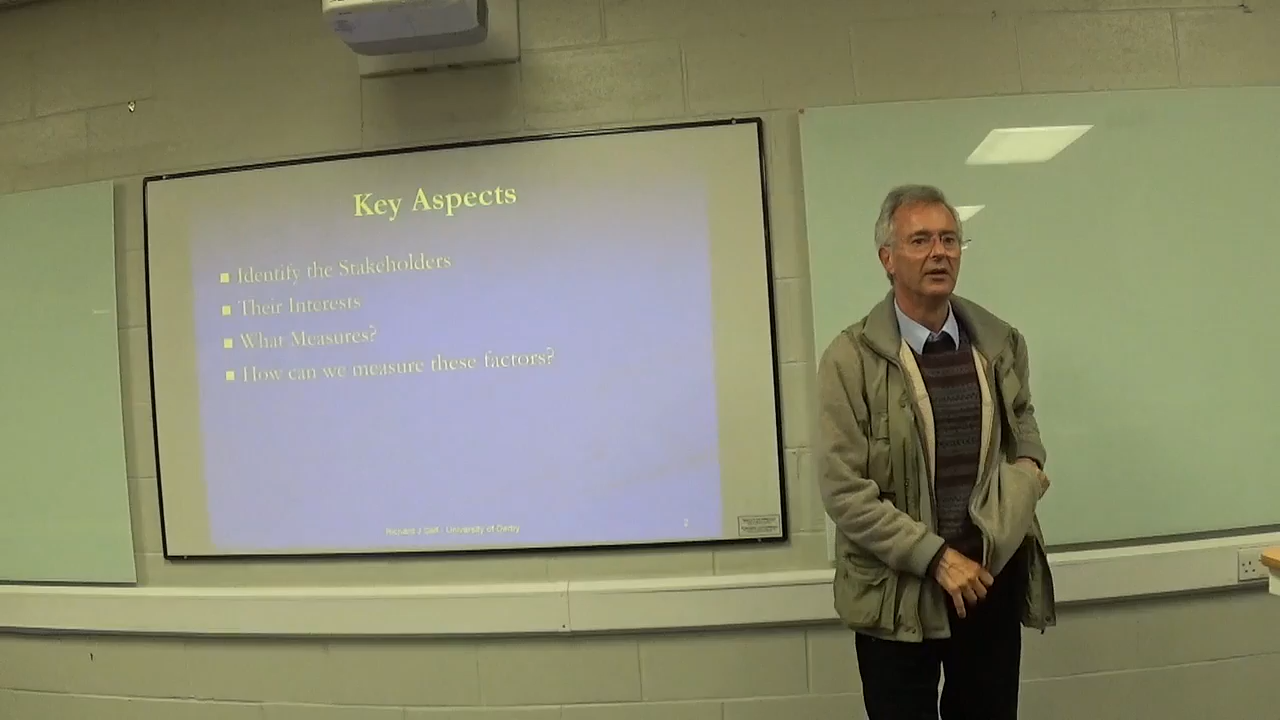 Key Aspects
Identify the Stakeholders
Their Interests
What Measures?
How can we measure these factors?
Richard J Self - University of Derby
2